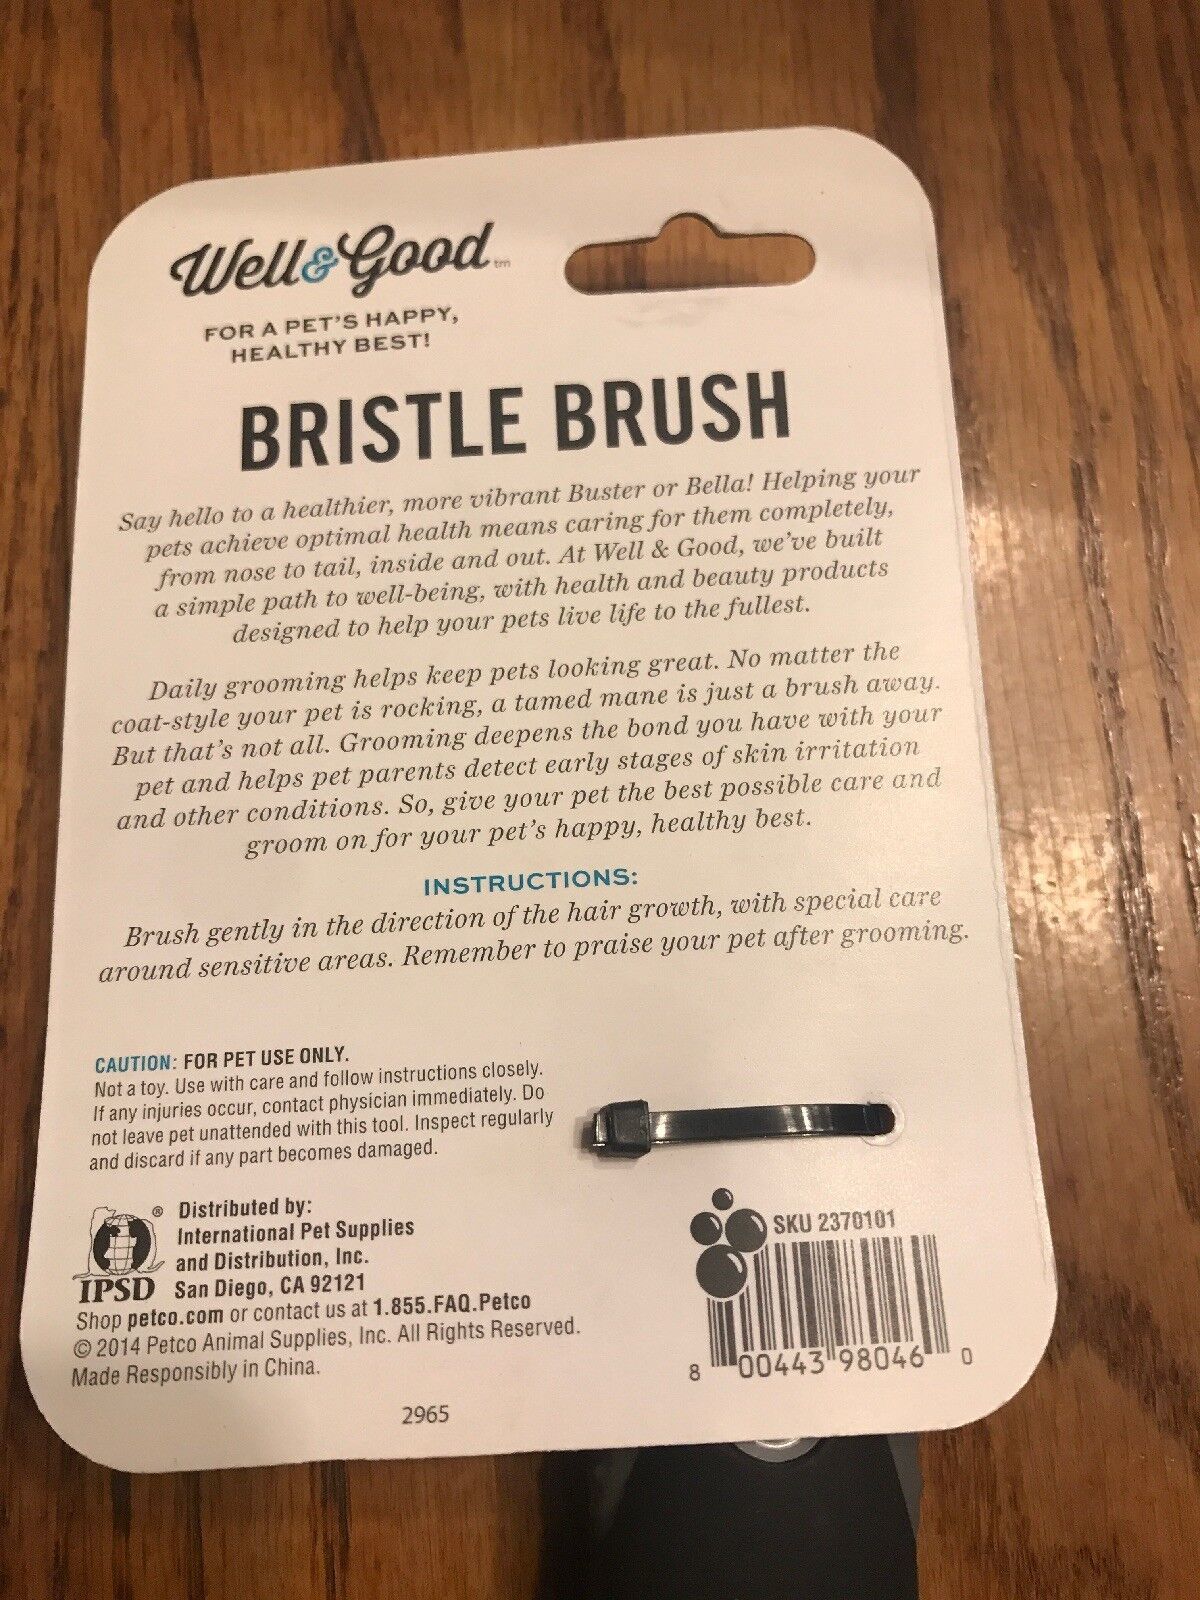 Well & Good™
FOR A PET'S HAPPY,
HEALTHY BEST!
BRISTLE BRUSH
Say hello to a healthier, more vibrant Buster or Bella! Helping your
pets achieve optimal health means caring for them completely,
from nose to tail, inside and out. At Well & Good, we've built
a simple path to well-being, with health and beauty products
designed to help your pets live life to the fullest.
Daily grooming helps keep pets looking great. No matter the
coat-style your pet is rocking, a tamed mane is just a brush away.
But that's not all. Grooming deepens the bond you have with your
pet and helps pet parents detect early stages of skin irritation
and other conditions. So, give your pet the best possible care and
groom on for your pet's happy, healthy best.
INSTRUCTIONS:
Brush gently in the direction of the hair growth, with special care
around sensitive areas. Remember to praise your pet after grooming.
CAUTION: FOR PET USE ONLY.
Not a toy. Use with care and follow instructions closely.
If any injuries occur, contact physician immediately. Do
not leave pet unattended with this tool. Inspect regularly
and discard if any part becomes damaged.
IPSD ®
Distributed by:
International Pet Supplies
and Distribution, Inc.
San Diego, CA 92121
Shop petco.com or contact us at 1.855.FAQ.Petco
© 2014 Petco Animal Supplies, Inc. All Rights Reserved.
Made Responsibly in China.
2965
SKU 2370101
8 00443 98046 0